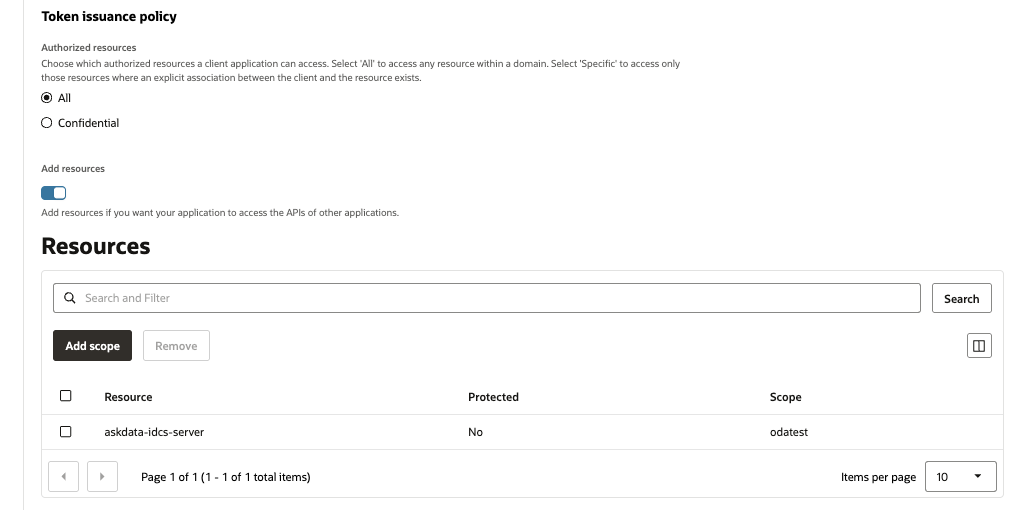 Token issuance policy
Authorized resources
Choose which authorized resources a client application can access. Select 'All' to access any resource within a domain. Select 'Specific' to access only
those resources where an explicit association between the client and the resource exists.
All
Confidential
Add resources
Add resources if you want your application to access the APIs of other applications.
Resources
Search and Filter
Search
Add scope
Remove
Resource Protected Scope
askdata-idcs-server No odatest
Page 1 of 1 (1 - 1 of 1 total items)
Items per page 10